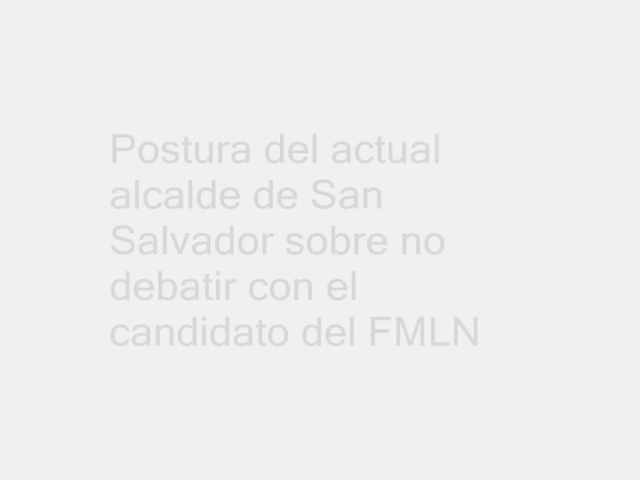 Postura del actual
alcalde de San
Salvador sobre no
debatir con el
candidato del FMLN